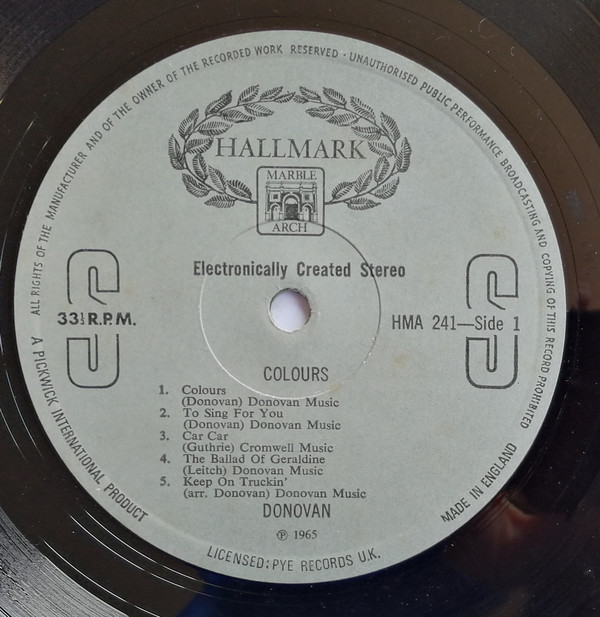 ALL RIGHTS OF THE MANUFACTURER AND OF THE OWNER OF THE RECORDED WORK RESERVED · UNAUTHORISED PUBLIC PERFORMANCE BROADCASTING AND COPYING OF THIS RECORD PROHIBITED
HALLMARK
MARBLE
ARCH
Electronically Created Stereo
33⅓ R.P.M.
HMA 241—Side 1
COLOURS
1. Colours
(Donovan) Donovan Music
2. To Sing For You
(Donovan) Donovan Music
3. Car Car
(Guthrie) Cromwell Music
4. The Ballad Of Geraldine
(Leitch) Donovan Music
5. Keep On Truckin'
(arr. Donovan) Donovan Music
DONOVAN
℗ 1965
A PICKWICK INTERNATIONAL PRODUCT
LICENSED: PYE RECORDS U.K.
MADE IN ENGLAND